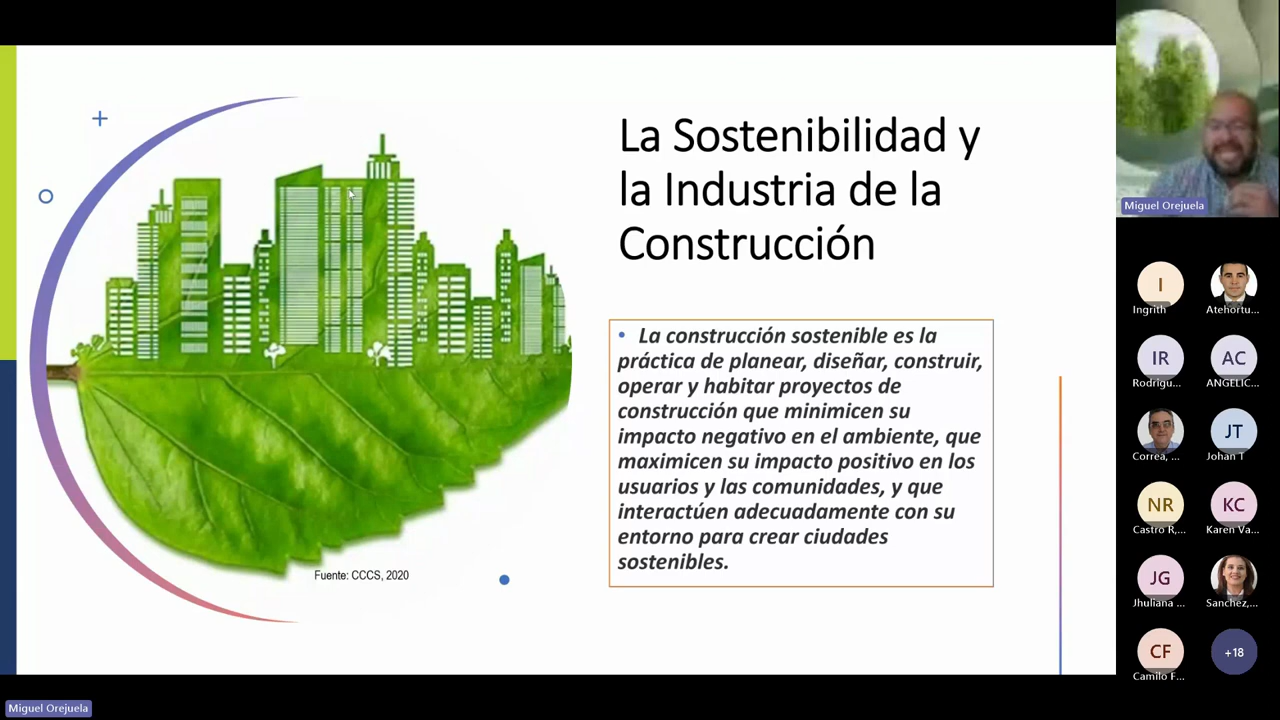 La Sostenibilidad y
la Industria de la
Construcción
• La construcción sostenible es la
práctica de planear, diseñar, construir,
operar y habitar proyectos de
construcción que minimicen su
impacto negativo en el ambiente, que
maximicen su impacto positivo en los
usuarios y las comunidades, y que
interactúen adecuadamente con su
entorno para crear ciudades
sostenibles.
Fuente: CCCS, 2020
Miguel Orejuela
I
Ingrith
Atehortu...
IR
Rodrigu...
AC
ANGELIC...
Correa, ...
JT
Johan T
NR
Castro R,...
KC
Karen Va...
JG
Jhuliana ...
Sanchez,...
CF
Camilo F...
+18
Miguel Orejuela